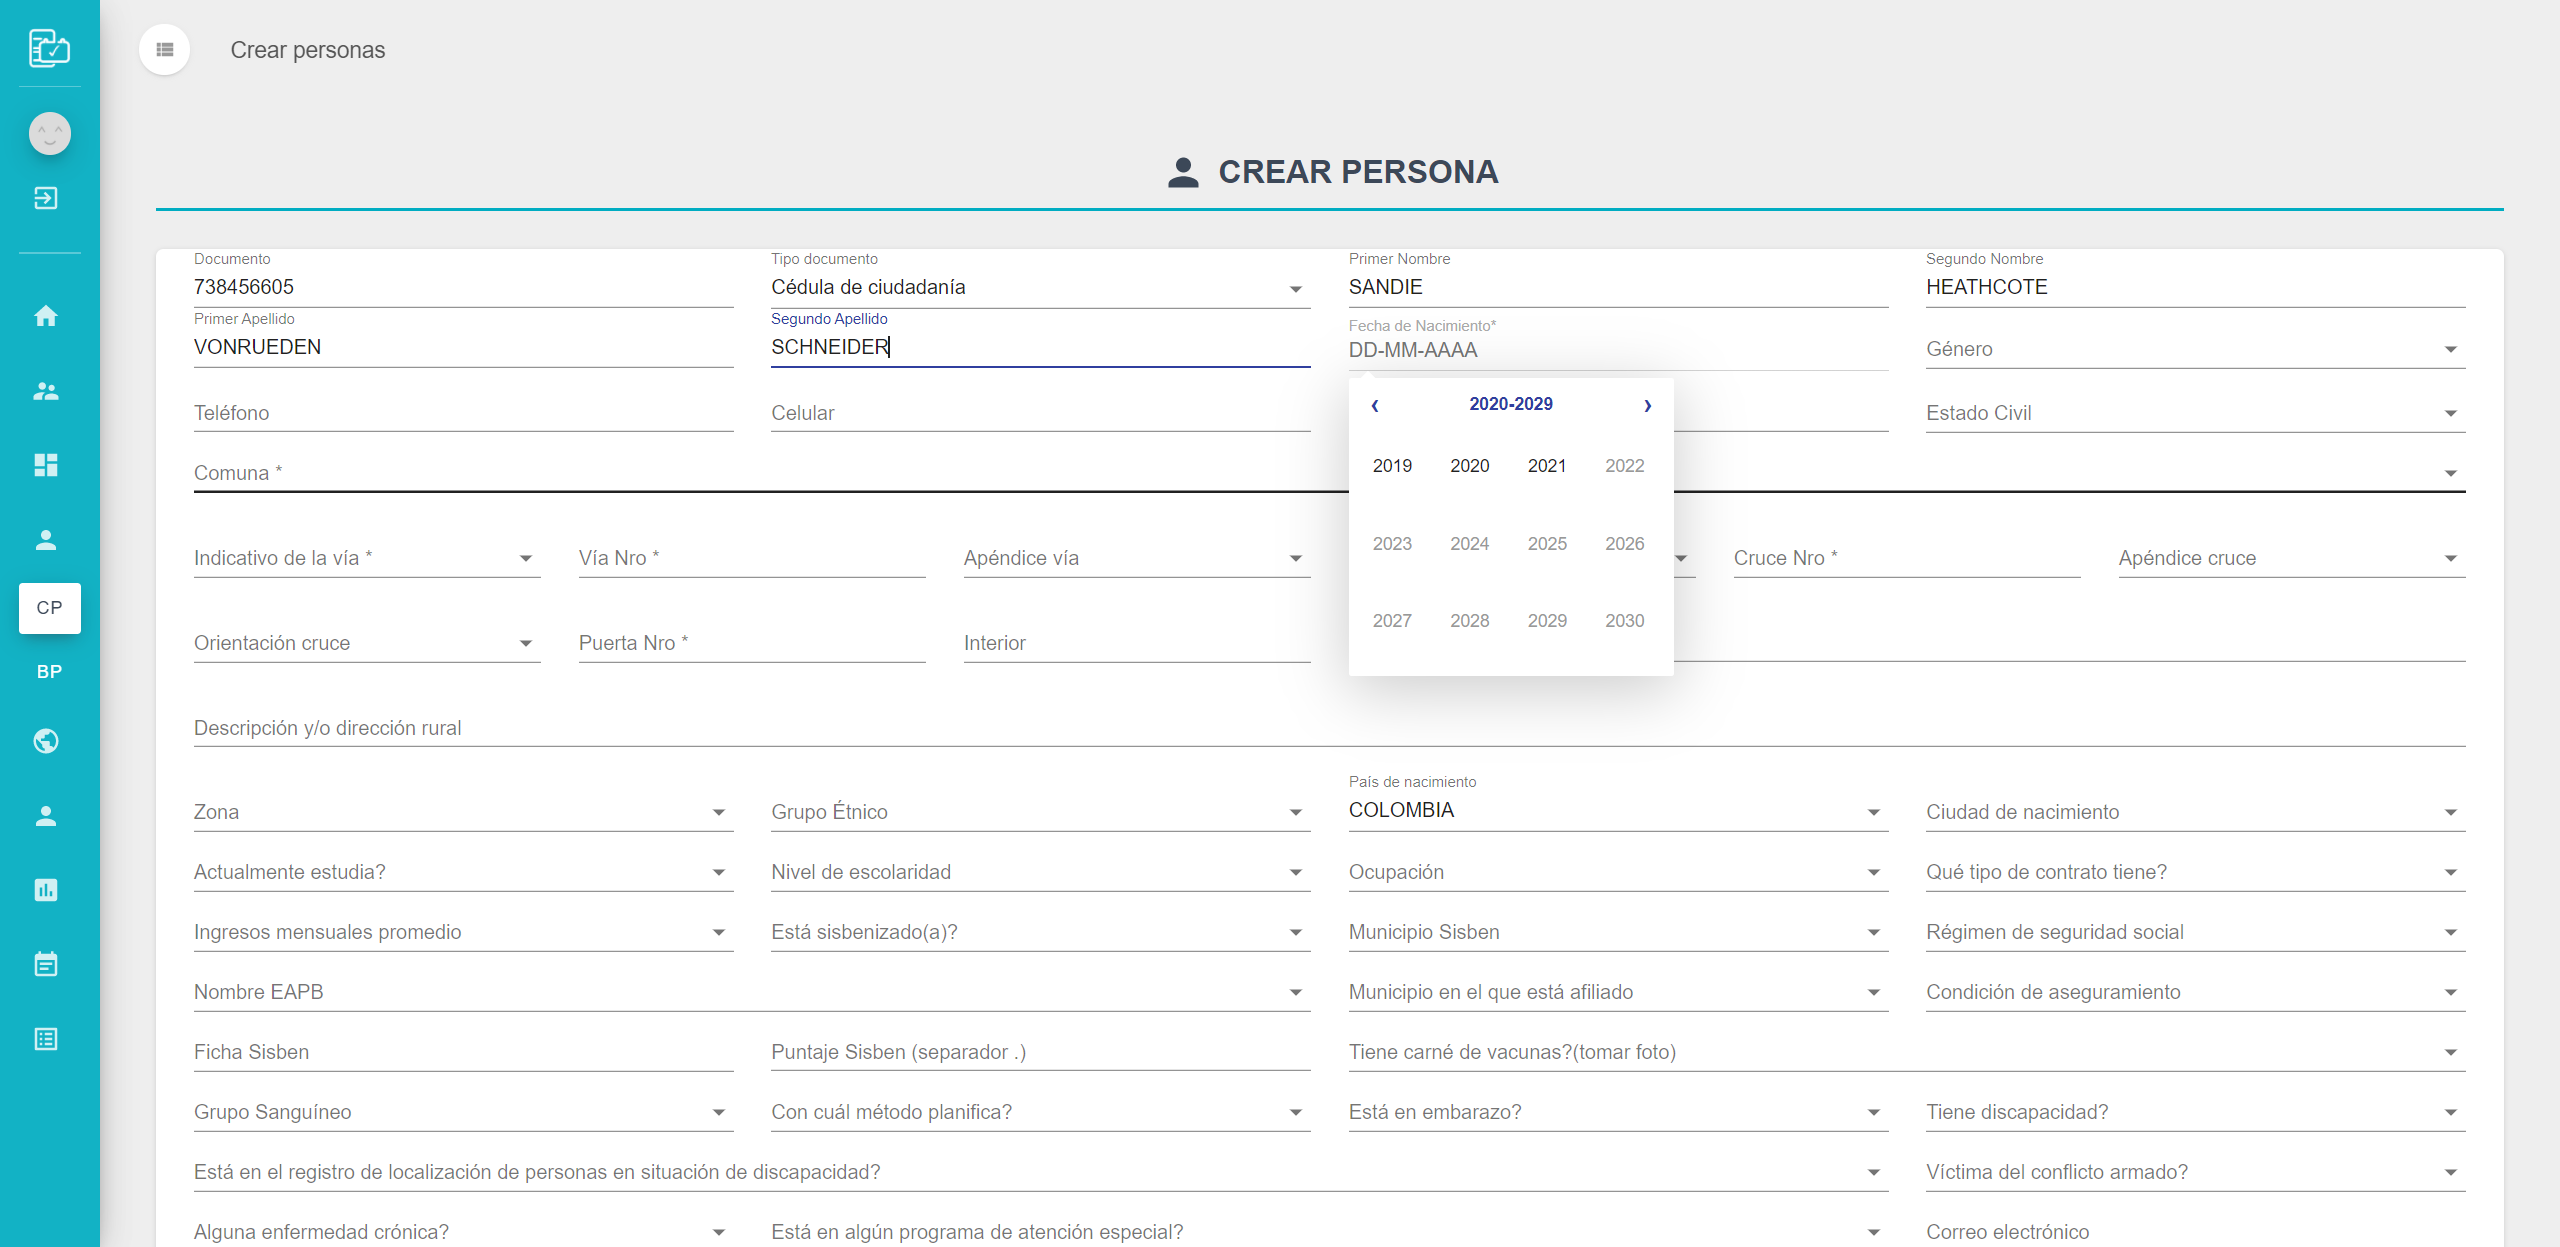 Crear personas
CREAR PERSONA
Documento
738456605
Tipo documento
Cédula de ciudadanía
Primer Nombre
SANDIE
Segundo Nombre
HEATHCOTE
Primer Apellido
VONRUEDEN
Segundo Apellido
SCHNEIDER
Fecha de Nacimiento*
DD-MM-AAAA
Género
Teléfono
Celular
Estado Civil
‹ 2020-2029 ›
2019 2020 2021 2022
2023 2024 2025 2026
2027 2028 2029 2030
Comuna *
Indicativo de la vía *
Vía Nro *
Apéndice vía
Cruce Nro *
Apéndice cruce
Orientación cruce
Puerta Nro *
Interior
Descripción y/o dirección rural
Zona
Grupo Étnico
País de nacimiento
COLOMBIA
Ciudad de nacimiento
Actualmente estudia?
Nivel de escolaridad
Ocupación
Qué tipo de contrato tiene?
Ingresos mensuales promedio
Está sisbenizado(a)?
Municipio Sisben
Régimen de seguridad social
Nombre EAPB
Municipio en el que está afiliado
Condición de aseguramiento
Ficha Sisben
Puntaje Sisben (separador .)
Tiene carné de vacunas?(tomar foto)
Grupo Sanguíneo
Con cuál método planifica?
Está en embarazo?
Tiene discapacidad?
Está en el registro de localización de personas en situación de discapacidad?
Víctima del conflicto armado?
Alguna enfermedad crónica?
Está en algún programa de atención especial?
Correo electrónico
CP
BP